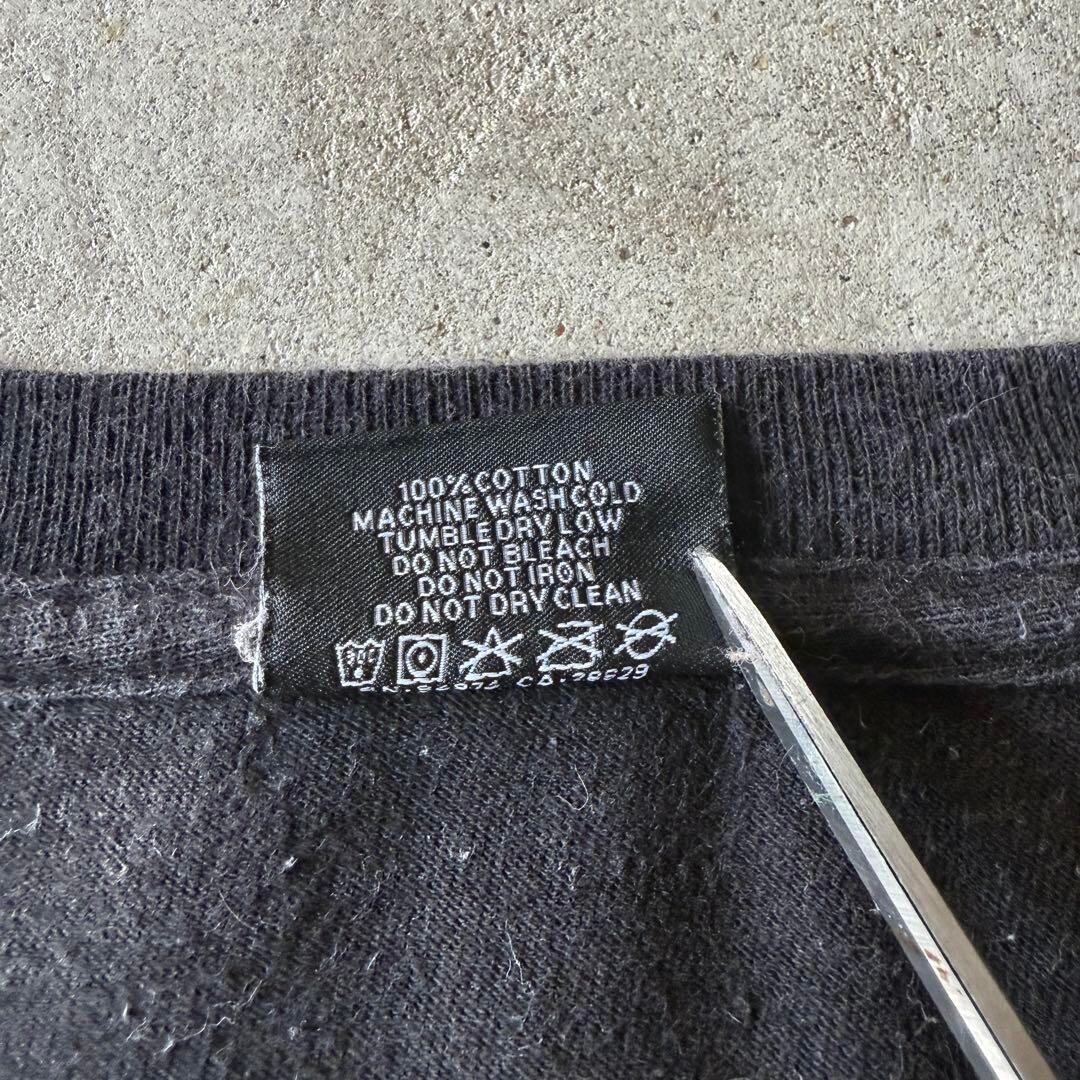 100% COTTON
MACHINE WASH COLD
TUMBLE DRY LOW
DO NOT BLEACH
DO NOT IRON
DO NOT DRY CLEAN